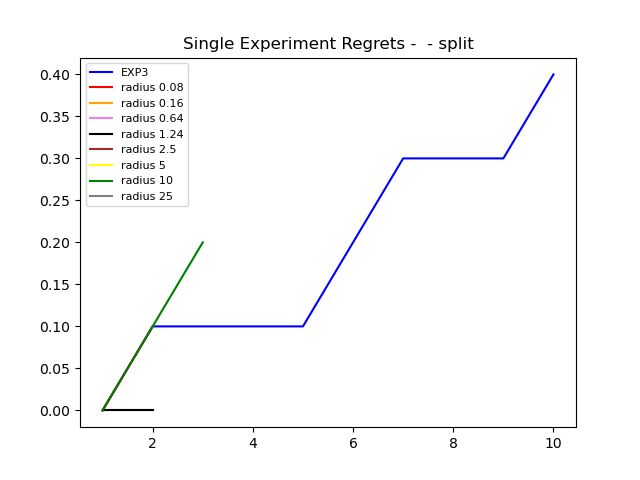 Single Experiment Regrets -  - split
EXP3
radius 0.08
radius 0.16
radius 0.64
radius 1.24
radius 2.5
radius 5
radius 10
radius 25
0.40
0.35
0.30
0.25
0.20
0.15
0.10
0.05
0.00
2 4 6 8 10